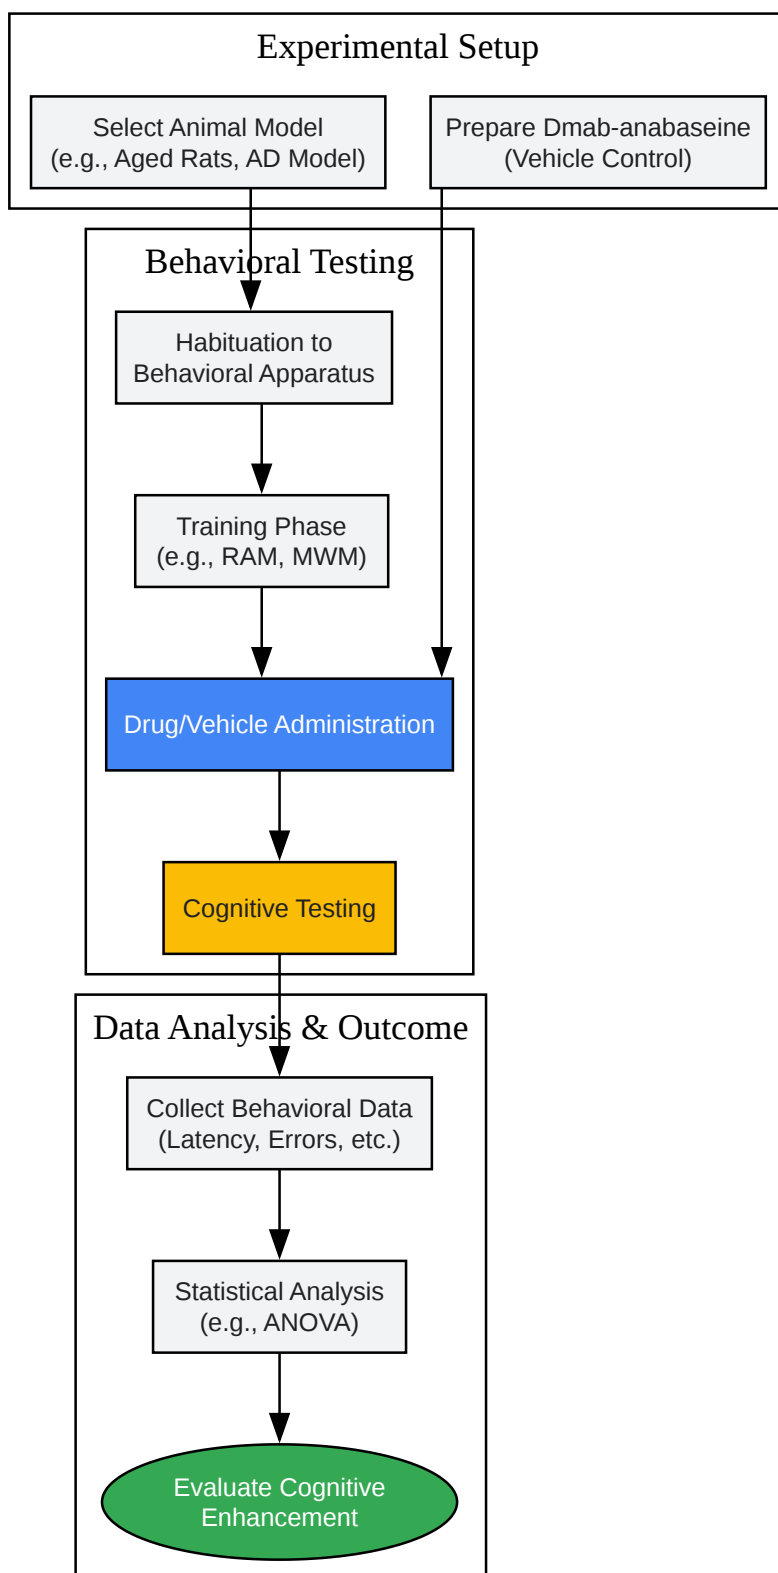 Experimental Setup
Select Animal Model
(e.g., Aged Rats, AD Model)
Prepare Dmab-anabaseine
(Vehicle Control)
Behavioral Testing
Habituation to
Behavioral Apparatus
Training Phase
(e.g., RAM, MWM)
Drug/Vehicle Administration
Cognitive Testing
Data Analysis & Outcome
Collect Behavioral Data
(Latency, Errors, etc.)
Statistical Analysis
(e.g., ANOVA)
Evaluate Cognitive
Enhancement